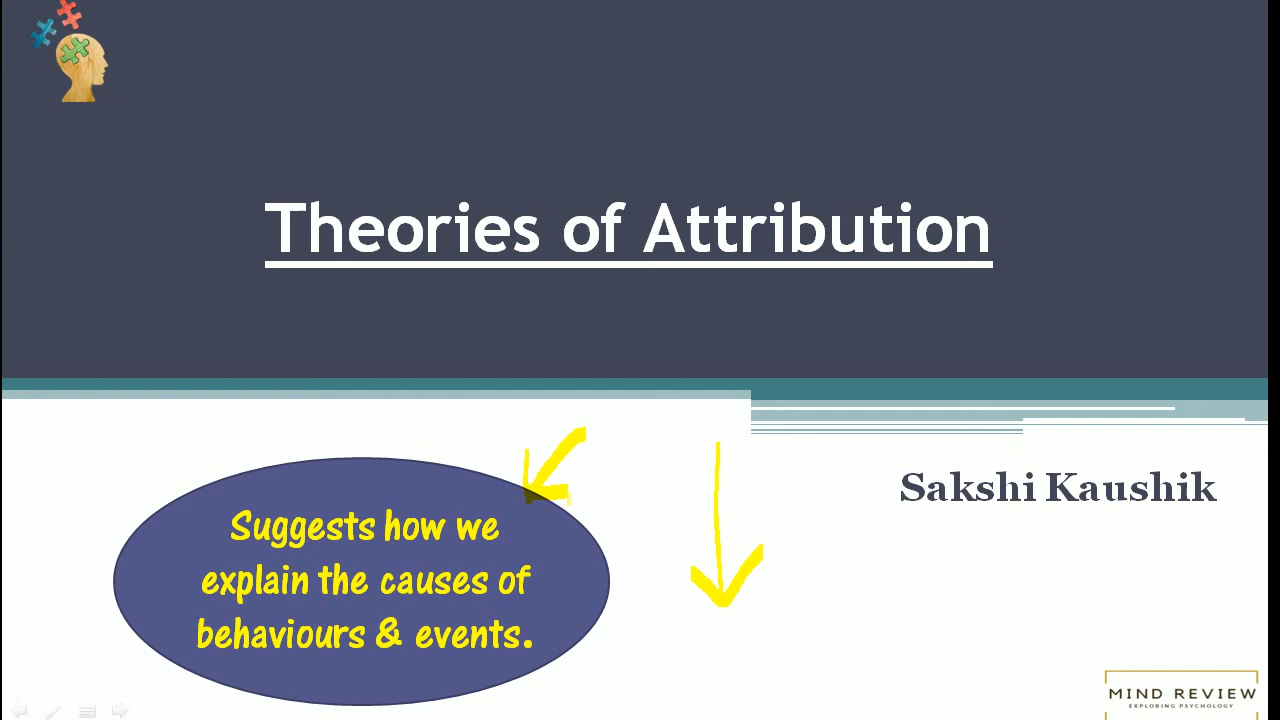 Theories of Attribution
Sakshi Kaushik
Suggests how we
explain the causes of
behaviours & events.
MIND REVIEW
EXPLORING PSYCHOLOGY